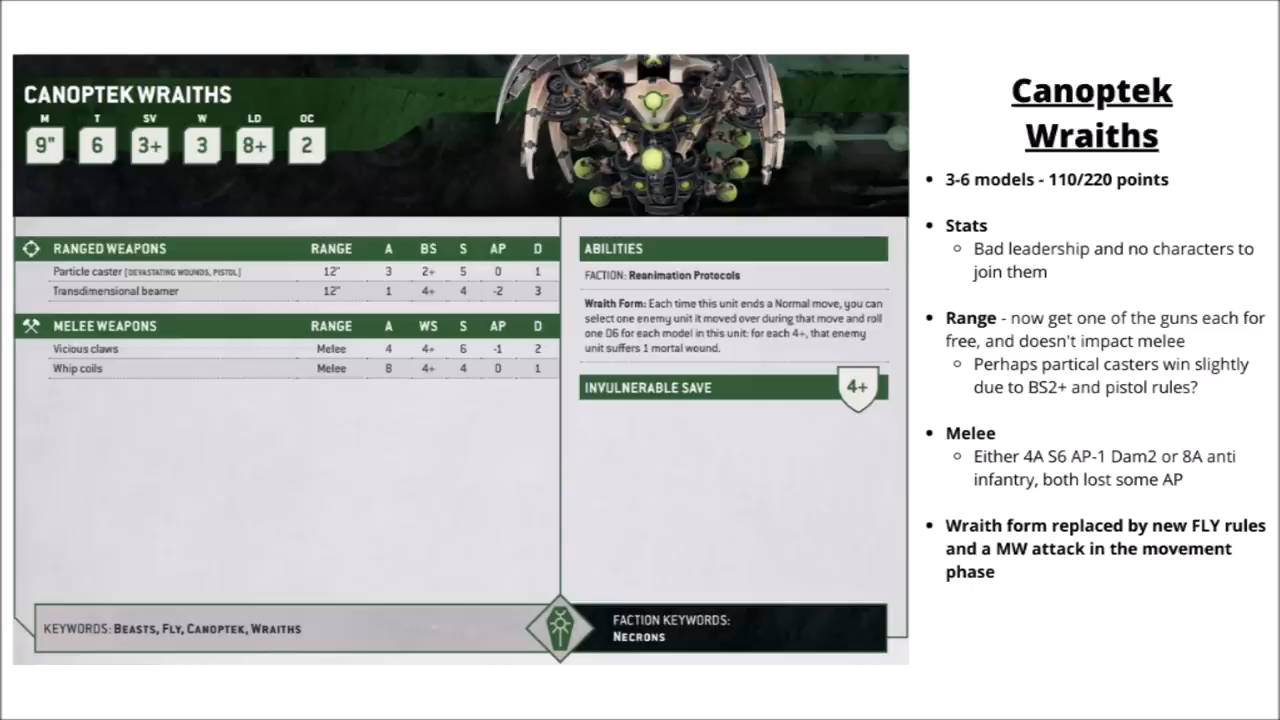 CANOPTEK WRAITHS
M T SV W LD OC
9" 6 3+ 3 8+ 2
RANGED WEAPONS RANGE A BS S AP D
Particle caster [DEVASTATING WOUNDS, PISTOL] 12" 3 2+ 5 0 1
Transdimensional beamer 12" 1 4+ 4 -2 3
MELEE WEAPONS RANGE A WS S AP D
Vicious claws Melee 4 4+ 6 -1 2
Whip coils Melee 8 4+ 4 0 1
ABILITIES
FACTION: Reanimation Protocols
Wraith Form: Each time this unit ends a Normal move, you can
select one enemy unit it moved over during that move and roll
one D6 for each model in this unit: for each 4+, that enemy
unit suffers 1 mortal wound.
INVULNERABLE SAVE 4+
KEYWORDS: BEASTS, FLY, CANOPTEK, WRAITHS
FACTION KEYWORDS:
NECRONS
Canoptek
Wraiths
• 3-6 models - 110/220 points
• Stats
◦ Bad leadership and no characters to
join them
• Range - now get one of the guns each for
free, and doesn't impact melee
◦ Perhaps partical casters win slightly
due to BS2+ and pistol rules?
• Melee
◦ Either 4A S6 AP-1 Dam2 or 8A anti
infantry, both lost some AP
• Wraith form replaced by new FLY rules
and a MW attack in the movement
phase